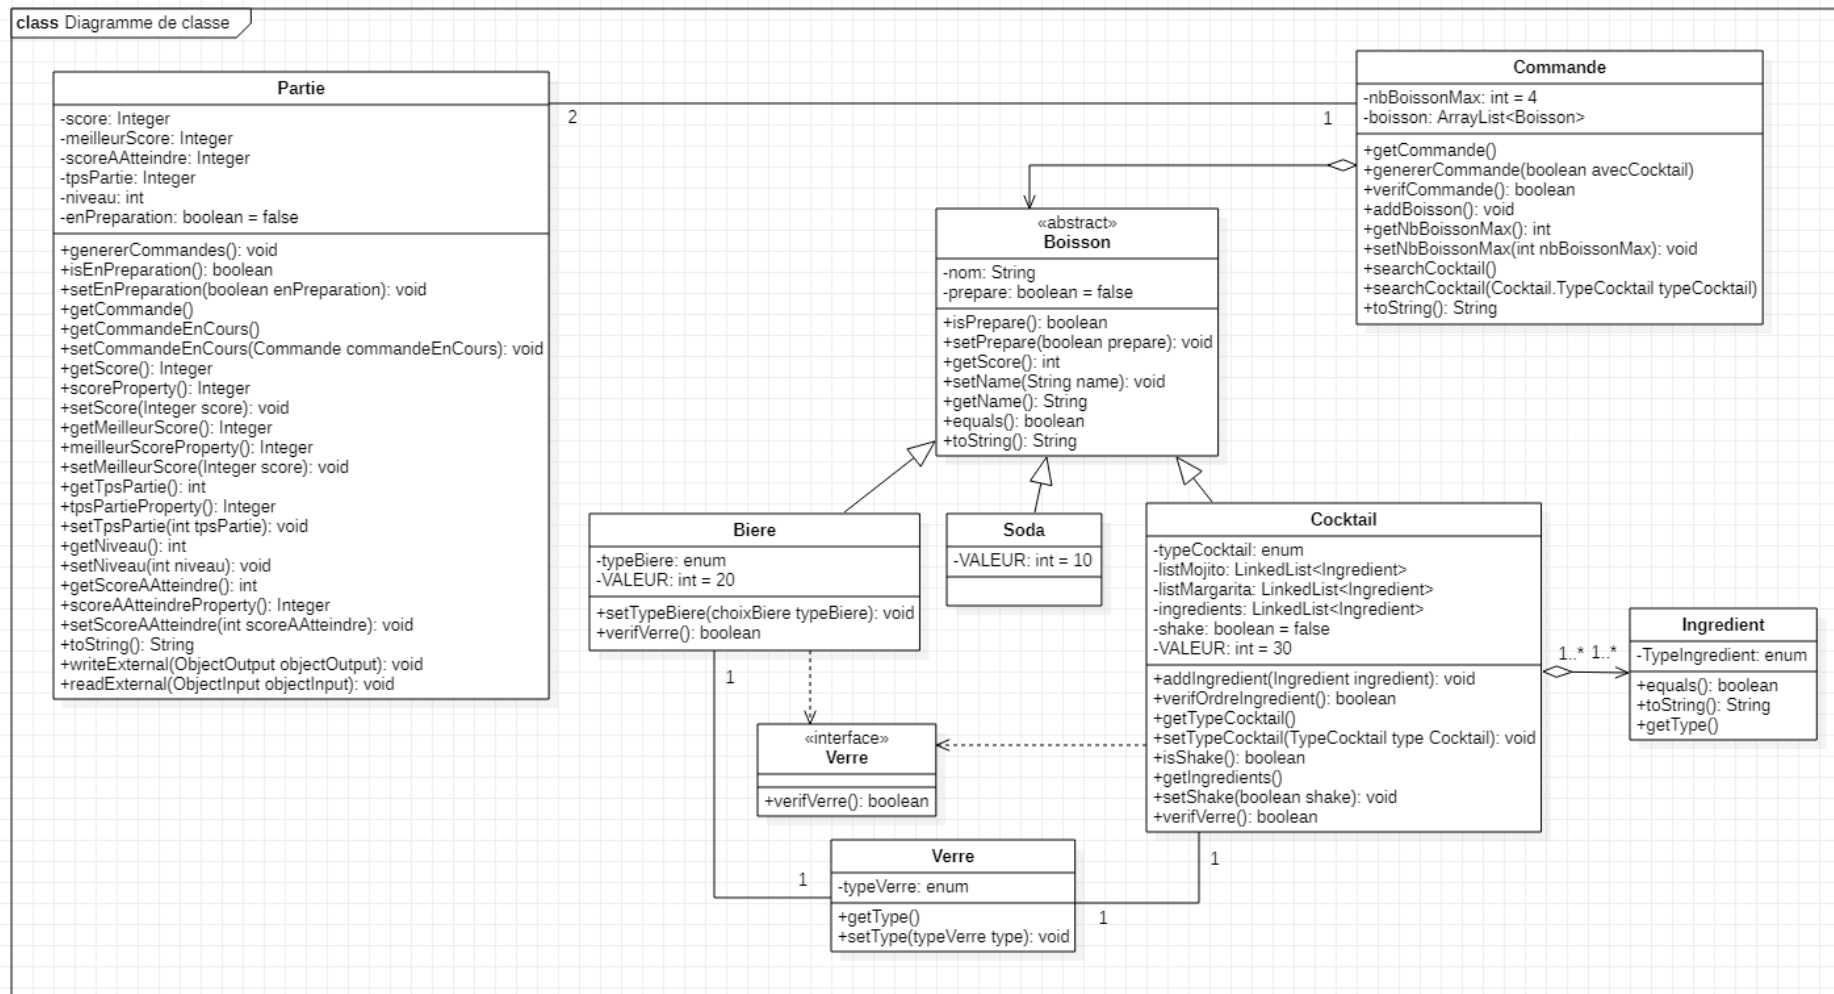 class Diagramme de classe
Partie
-score: Integer
-meilleurScore: Integer
-scoreAAtteindre: Integer
-tpsPartie: Integer
-niveau: int
-enPreparation: boolean = false
+genererCommandes(): void
+isEnPreparation(): boolean
+setEnPreparation(boolean enPreparation): void
+getCommande()
+getCommandeEnCours()
+setCommandeEnCours(Commande commandeEnCours): void
+getScore(): Integer
+scoreProperty(): Integer
+setScore(Integer score): void
+getMeilleurScore(): Integer
+meilleurScoreProperty(): Integer
+setMeilleurScore(Integer score): void
+getTpsPartie(): int
+tpsPartieProperty(): Integer
+setTpsPartie(int tpsPartie): void
+getNiveau(): int
+setNiveau(int niveau): void
+getScoreAAtteindre(): int
+scoreAAtteindreProperty(): Integer
+setScoreAAtteindre(int scoreAAtteindre): void
+toString(): String
+writeExternal(ObjectOutput objectOutput): void
+readExternal(ObjectInput objectInput): void
2
1
Commande
-nbBoissonMax: int = 4
-boisson: ArrayList<Boisson>
+getCommande()
+genererCommande(boolean avecCocktail)
+verifCommande(): boolean
+addBoisson(): void
+getNbBoissonMax(): int
+setNbBoissonMax(int nbBoissonMax): void
+searchCocktail()
+searchCocktail(Cocktail.TypeCocktail typeCocktail)
+toString(): String
«abstract»
Boisson
-nom: String
-prepare: boolean = false
+isPrepare(): boolean
+setPrepare(boolean prepare): void
+getScore(): int
+setName(String name): void
+getName(): String
+equals(): boolean
+toString(): String
Biere
-typeBiere: enum
-VALEUR: int = 20
+setTypeBiere(choixBiere typeBiere): void
+verifVerre(): boolean
Soda
-VALEUR: int = 10
Cocktail
-typeCocktail: enum
-listMojito: LinkedList<Ingredient>
-listMargarita: LinkedList<Ingredient>
-ingredients: LinkedList<Ingredient>
-shake: boolean = false
-VALEUR: int = 30
+addIngredient(Ingredient ingredient): void
+verifOrdreIngredient(): boolean
+getTypeCocktail()
+setTypeCocktail(TypeCocktail type Cocktail): void
+isShake(): boolean
+getIngredients()
+setShake(boolean shake): void
+verifVerre(): boolean
1..* 1..*
Ingredient
-TypeIngredient: enum
+equals(): boolean
+toString(): String
+getType()
1
«interface»
Verre
+verifVerre(): boolean
1
1
1
Verre
-typeVerre: enum
+getType()
+setType(typeVerre type): void